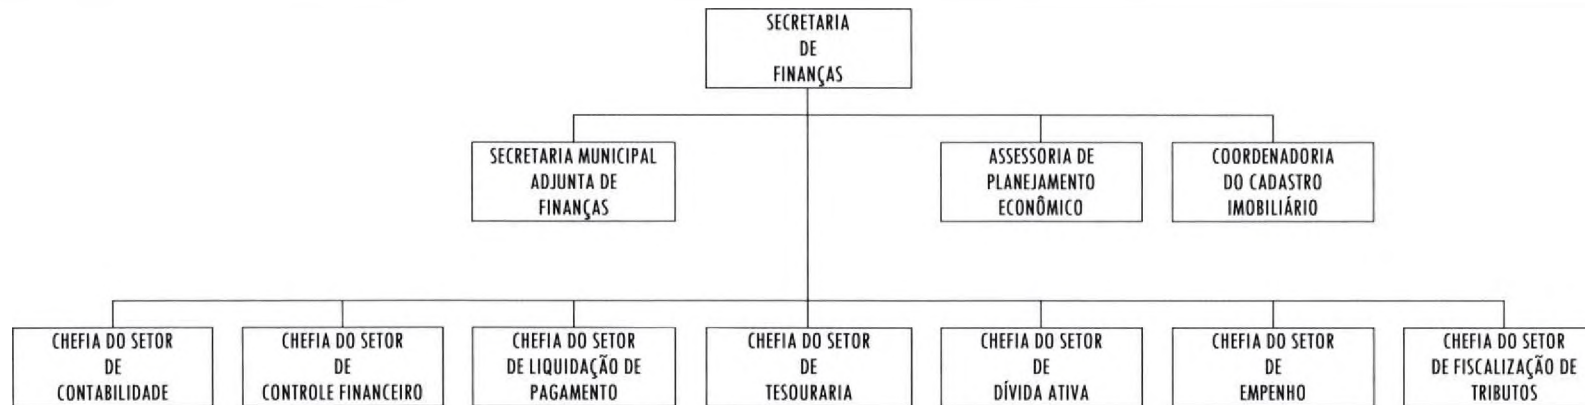 SECRETARIA
DE
FINANÇAS
SECRETARIA MUNICIPAL
ADJUNTA DE
FINANÇAS
ASSESSORIA DE
PLANEJAMENTO
ECONÔMICO
COORDENADORIA
DO CADASTRO
IMOBILIÁRIO
CHEFIA DO SETOR
DE
CONTABILIDADE
CHEFIA DO SETOR
DE
CONTROLE FINANCEIRO
CHEFIA DO SETOR
DE LIQUIDAÇÃO DE
PAGAMENTO
CHEFIA DO SETOR
DE
TESOURARIA
CHEFIA DO SETOR
DE
DÍVIDA ATIVA
CHEFIA DO SETOR
DE
EMPENHO
CHEFIA DO SETOR
DE FISCALIZAÇÃO DE
TRIBUTOS